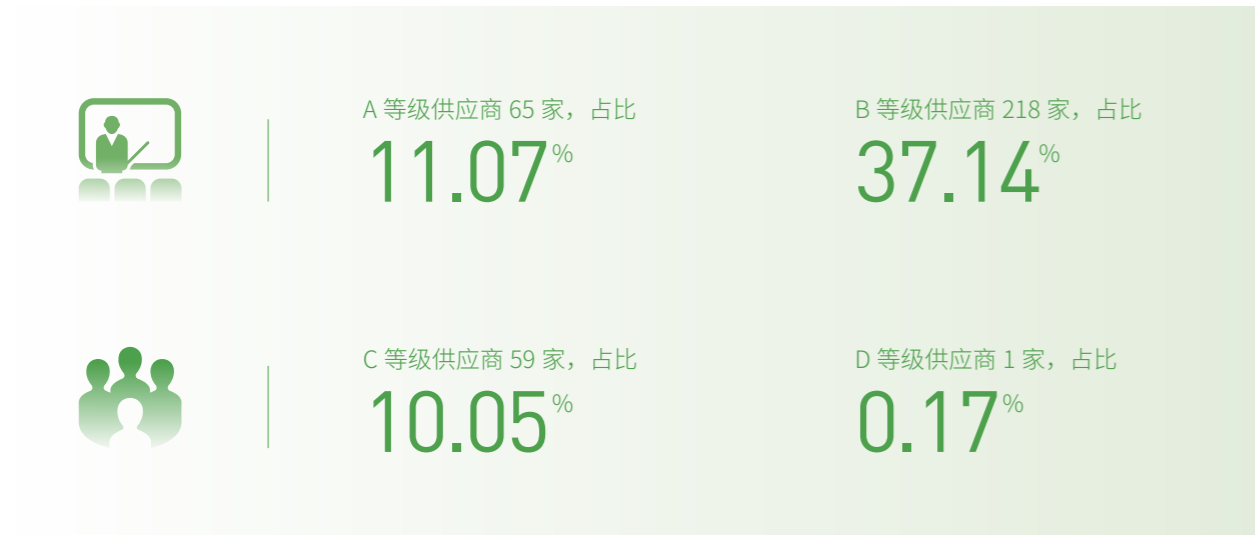 A 等级供应商 65 家，占比
11.07%
B 等级供应商 218 家，占比
37.14%
C 等级供应商 59 家，占比
10.05%
D 等级供应商 1 家，占比
0.17%